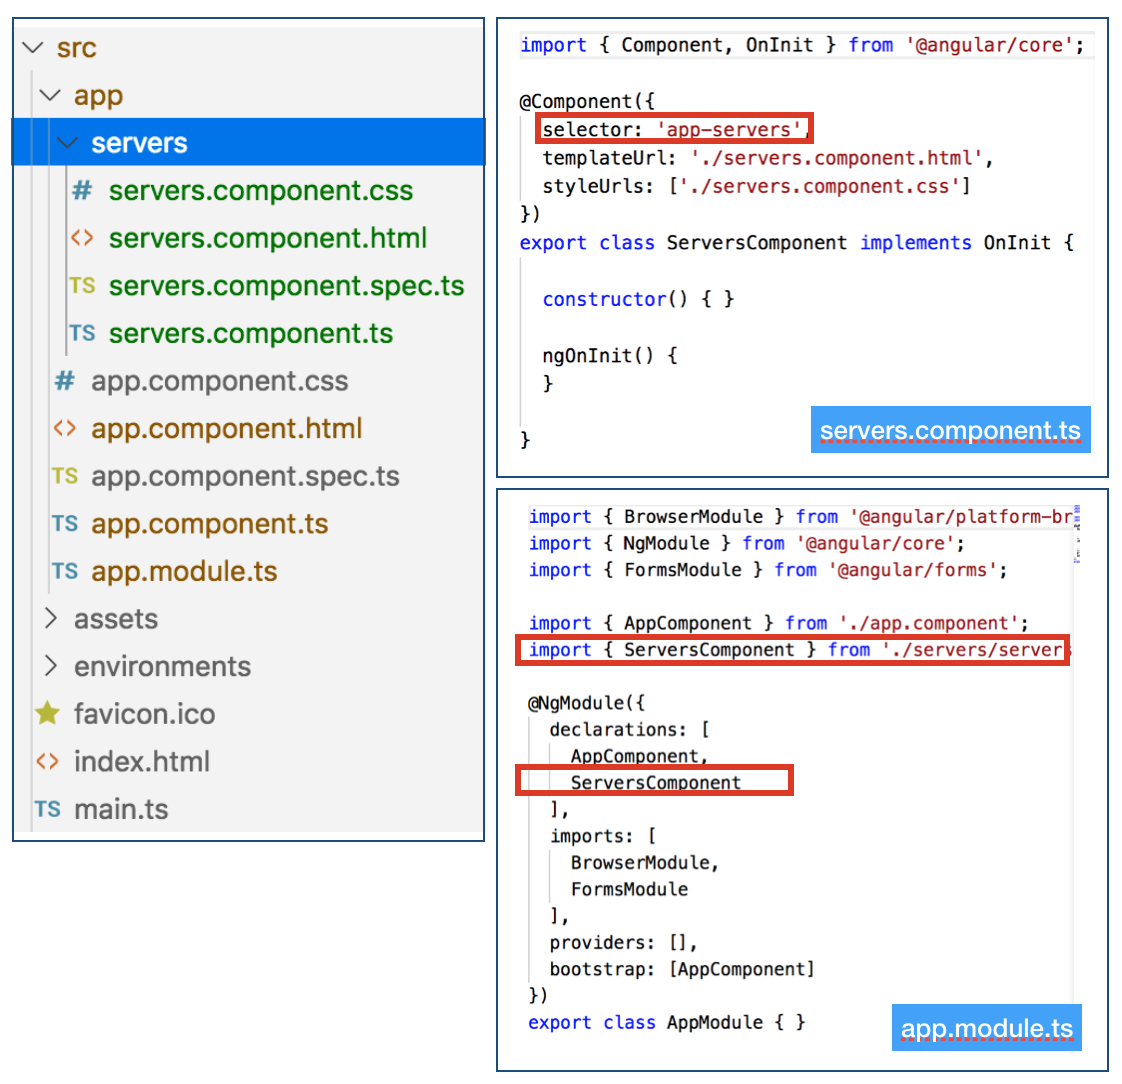 src
app
servers
# servers.component.css
<> servers.component.html
TS servers.component.spec.ts
TS servers.component.ts
# app.component.css
<> app.component.html
TS app.component.spec.ts
TS app.component.ts
TS app.module.ts
assets
environments
favicon.ico
<> index.html
TS main.ts
import { Component, OnInit } from '@angular/core';
@Component({
selector: 'app-servers',
templateUrl: './servers.component.html',
styleUrls: ['./servers.component.css']
})
export class ServersComponent implements OnInit {
constructor() { }
ngOnInit() {
}
}
servers.component.ts
import { BrowserModule } from '@angular/platform-br
import { NgModule } from '@angular/core';
import { FormsModule } from '@angular/forms';
import { AppComponent } from './app.component';
import { ServersComponent } from './servers/servers
@NgModule({
declarations: [
AppComponent,
ServersComponent
],
imports: [
BrowserModule,
FormsModule
],
providers: [],
bootstrap: [AppComponent]
})
export class AppModule { }
app.module.ts